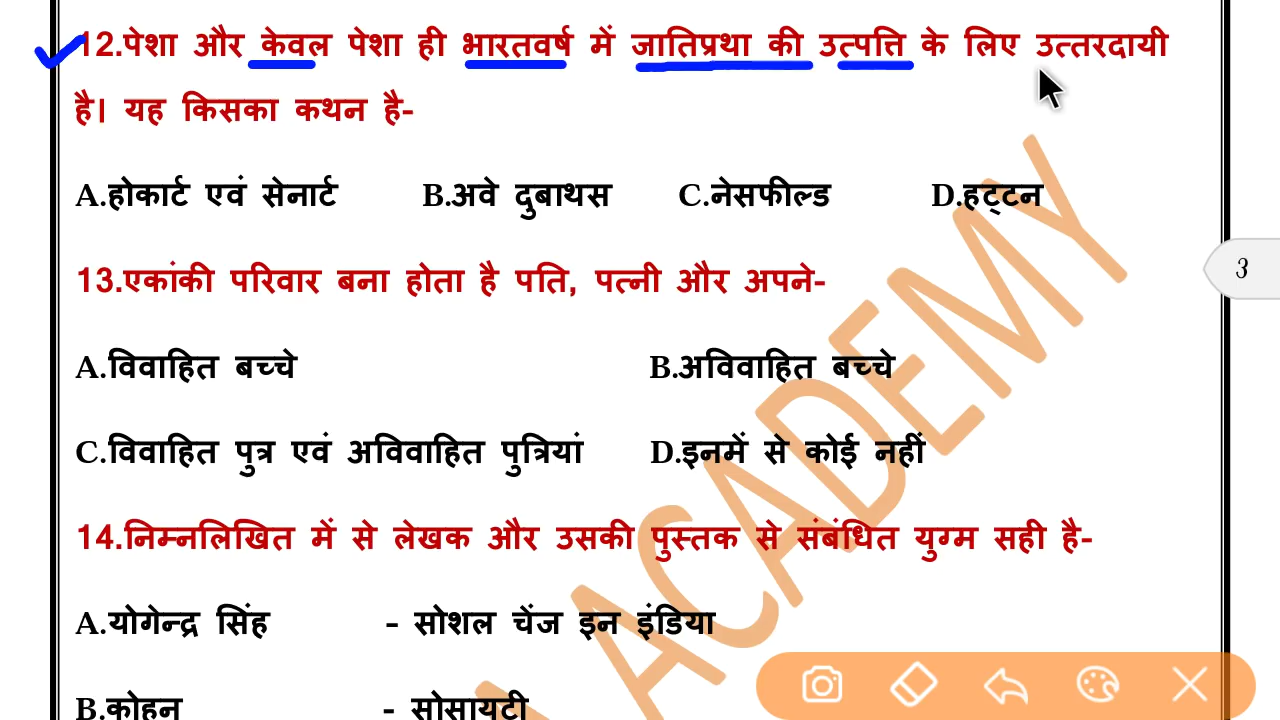 12.पेशा और केवल पेशा ही भारतवर्ष में जातिप्रथा की उत्पत्ति के लिए उत्तरदायी
है। यह किसका कथन है-
A.होकार्ट एवं सेनार्ट B.अवे दुबाथस C.नेसफील्ड D.हट्टन
13.एकांकी परिवार बना होता है पति, पत्नी और अपने-
3
A.विवाहित बच्चे B.अविवाहित बच्चे
C.विवाहित पुत्र एवं अविवाहित पुत्रियां D.इनमें से कोई नहीं
14.निम्नलिखित में से लेखक और उसकी पुस्तक से संबंधित युग्म सही है-
A.योगेन्द्र सिंह - सोशल चेंज इन इंडिया
B.कोहन - सोसायटी
ACADEMY